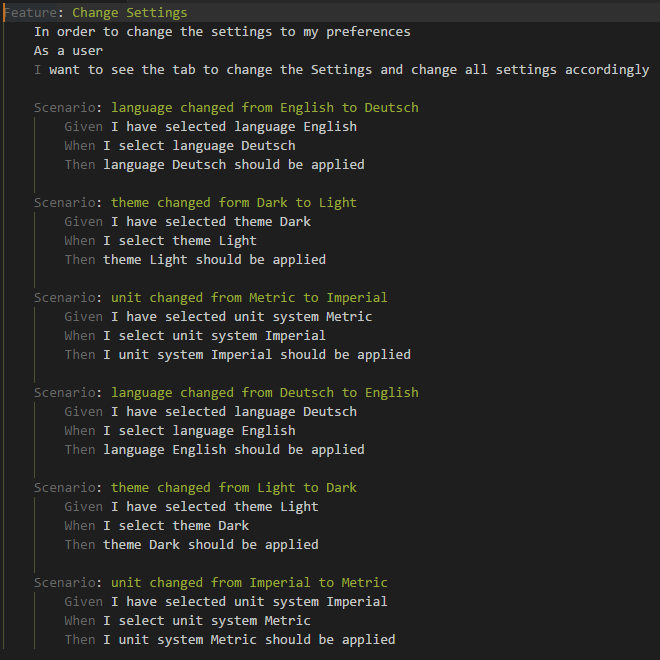 Feature: Change Settings
In order to change the settings to my preferences
As a user
I want to see the tab to change the Settings and change all settings accordingly
Scenario: language changed from English to Deutsch
Given I have selected language English
When I select language Deutsch
Then language Deutsch should be applied
Scenario: theme changed form Dark to Light
Given I have selected theme Dark
When I select theme Light
Then theme Light should be applied
Scenario: unit changed from Metric to Imperial
Given I have selected unit system Metric
When I select unit system Imperial
Then I unit system Imperial should be applied
Scenario: language changed from Deutsch to English
Given I have selected language Deutsch
When I select language English
Then language English should be applied
Scenario: theme changed from Light to Dark
Given I have selected theme Light
When I select theme Dark
Then theme Dark should be applied
Scenario: unit changed from Imperial to Metric
Given I have selected unit system Imperial
When I select unit system Metric
Then I unit system Metric should be applied